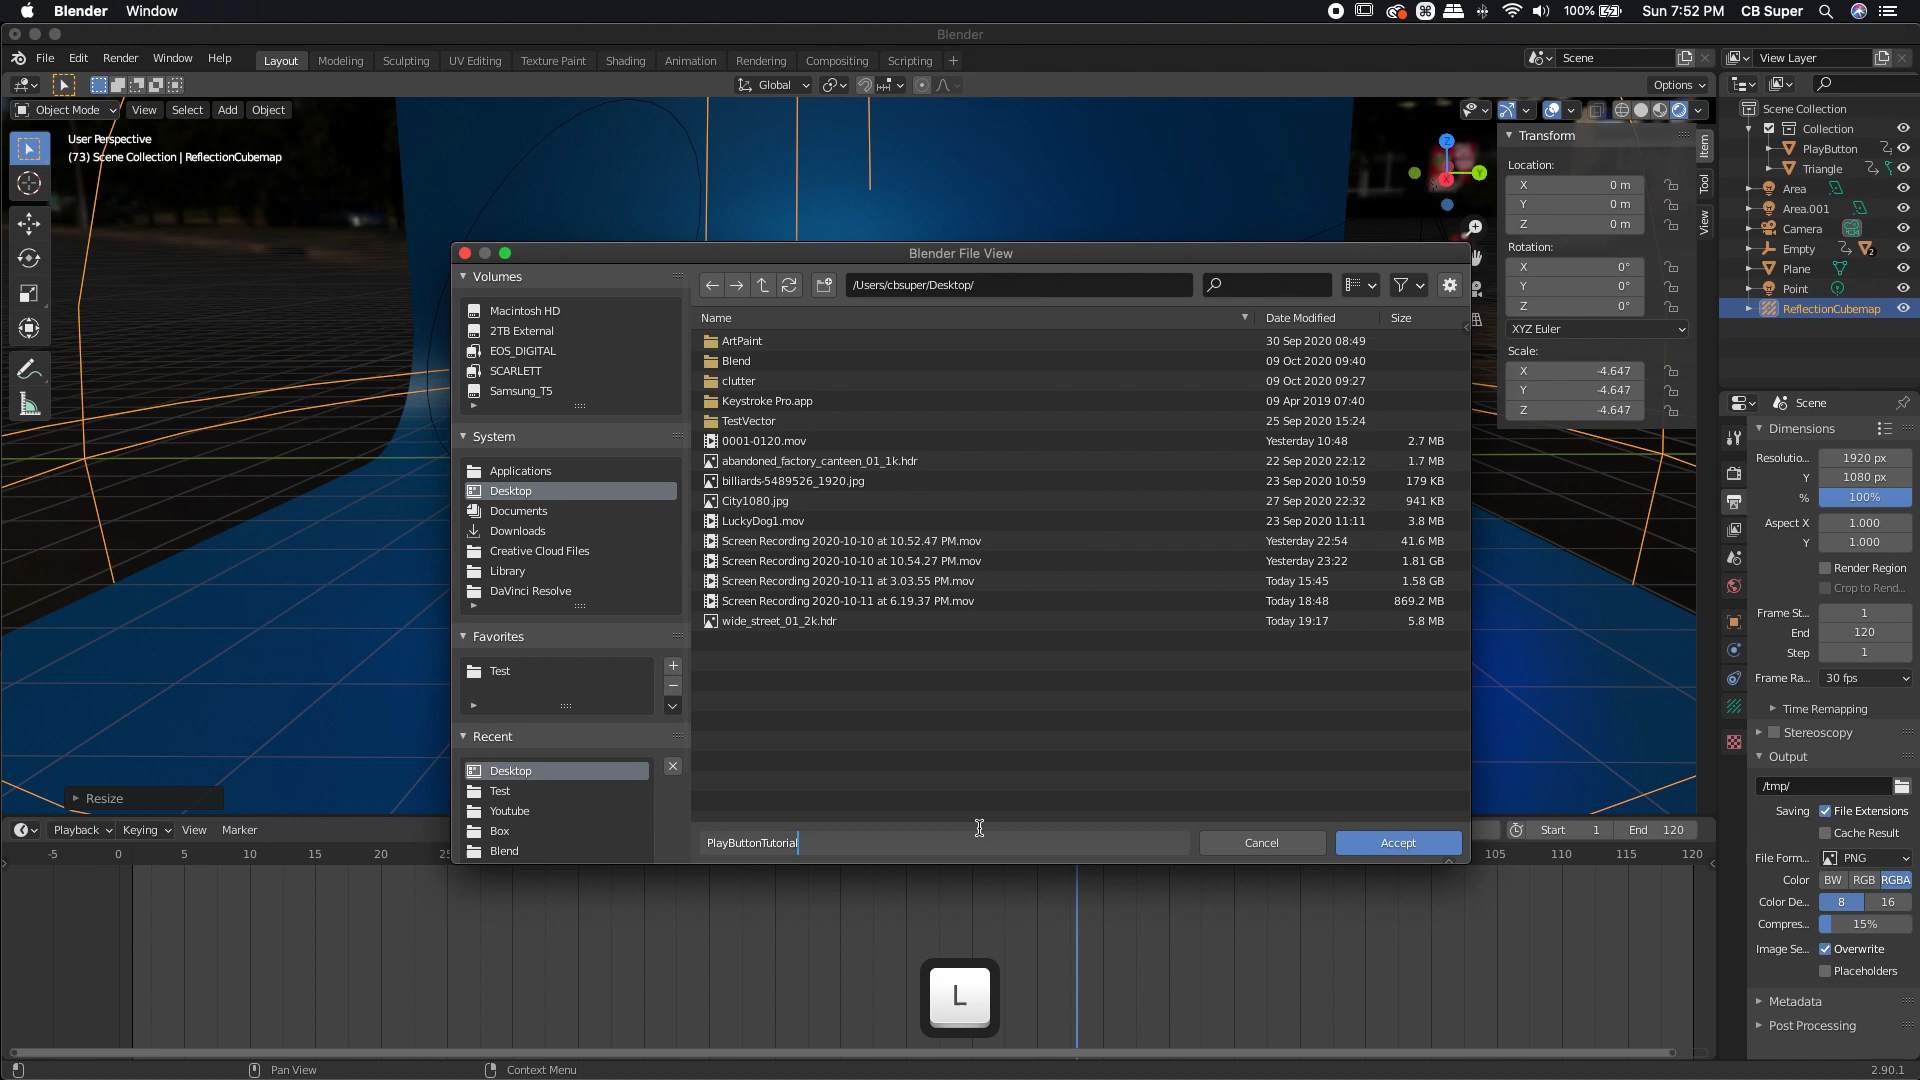 Blender Window 100% Sun 7:52 PM CB Super
Blender
File Edit Render Window Help Layout Modeling Sculpting UV Editing Texture Paint Shading Animation Rendering Compositing Scripting + Scene View Layer
Global Options
Object Mode View Select Add Object
User Perspective
(73) Scene Collection | ReflectionCubemap
Z
Y
X
Transform
Location:
X 0 m
Y 0 m
Z 0 m
Rotation:
X 0°
Y 0°
Z 0°
XYZ Euler
Scale:
X -4.647
Y -4.647
Z -4.647
Item
Tool
View
Scene Collection
Collection
PlayButton
Triangle
Area
Area.001
Camera
Empty 2
Plane
Point
ReflectionCubemap
Blender File View
Volumes
Macintosh HD
2TB External
EOS_DIGITAL
SCARLETT
Samsung_T5
System
Applications
Desktop
Documents
Downloads
Creative Cloud Files
Library
DaVinci Resolve
Favorites
Test
Recent
Desktop
Test
Youtube
Box
Blend
/Users/cbsuper/Desktop/
Name Date Modified Size
ArtPaint 30 Sep 2020 08:49
Blend 09 Oct 2020 09:40
clutter 09 Oct 2020 09:27
Keystroke Pro.app 09 Apr 2019 07:40
TestVector 25 Sep 2020 15:24
0001-0120.mov Yesterday 10:48 2.7 MB
abandoned_factory_canteen_01_1k.hdr 22 Sep 2020 22:12 1.7 MB
billiards-5489526_1920.jpg 23 Sep 2020 10:59 179 KB
City1080.jpg 27 Sep 2020 22:32 941 KB
LuckyDog1.mov 23 Sep 2020 11:11 3.8 MB
Screen Recording 2020-10-10 at 10.52.47 PM.mov Yesterday 22:54 41.6 MB
Screen Recording 2020-10-10 at 10.54.27 PM.mov Yesterday 23:22 1.81 GB
Screen Recording 2020-10-11 at 3.03.55 PM.mov Today 15:45 1.58 GB
Screen Recording 2020-10-11 at 6.19.37 PM.mov Today 18:48 869.2 MB
wide_street_01_2k.hdr Today 19:17 5.8 MB
PlayButtonTutorial Cancel Accept
Scene
Dimensions
Resolutio... 1920 px
Y 1080 px
% 100%
Aspect X 1.000
Y 1.000
Render Region
Crop to Rend...
Frame St... 1
End 120
Step 1
Frame Ra... 30 fps
Time Remapping
Stereoscopy
Output
/tmp/
Saving File Extensions
Cache Result
File Form... PNG
Color BW RGB RGBA
Color De... 8 16
Compres... 15%
Image Se... Overwrite
Placeholders
Metadata
Post Processing
Resize
Playback Keying View Marker Start 1 End 120
-5 0 5 10 15 20 105 110 115 120
L
Pan View Context Menu 2.90.1